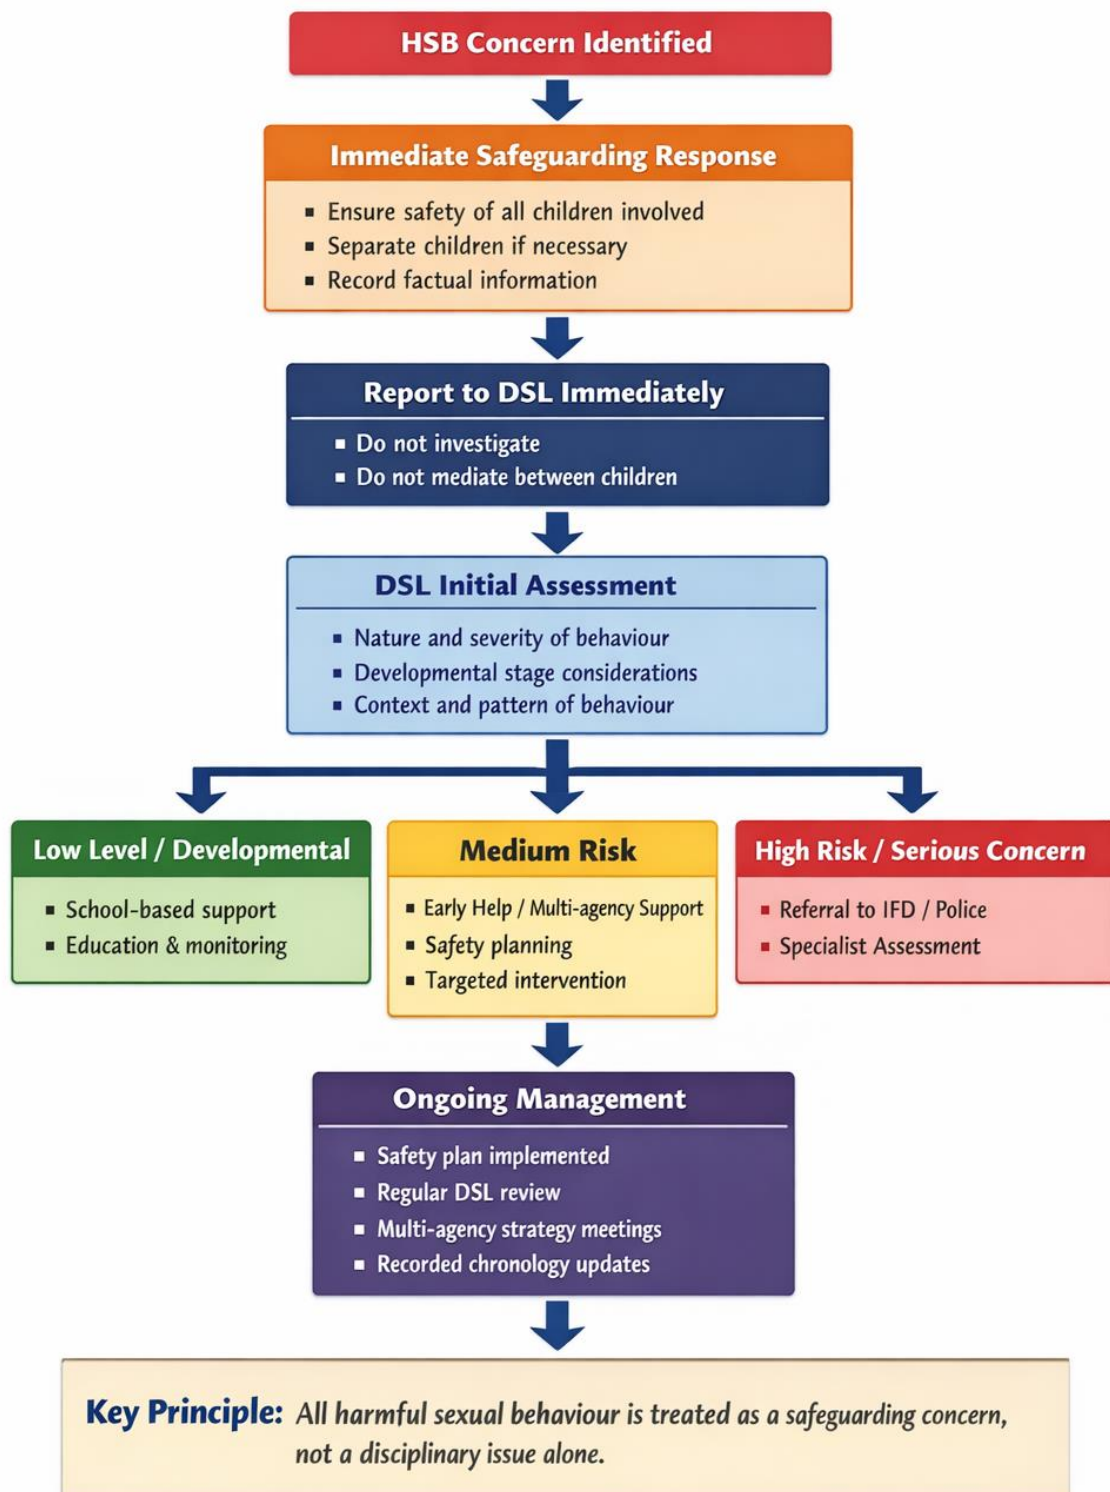 HSB Concern Identified
Immediate Safeguarding Response
▪ Ensure safety of all children involved
▪ Separate children if necessary
▪ Record factual information
Report to DSL Immediately
▪ Do not investigate
▪ Do not mediate between children
DSL Initial Assessment
▪ Nature and severity of behaviour
▪ Developmental stage considerations
▪ Context and pattern of behaviour
Low Level / Developmental
▪ School-based support
▪ Education & monitoring
Medium Risk
▪ Early Help / Multi-agency Support
▪ Safety planning
▪ Targeted intervention
High Risk / Serious Concern
▪ Referral to IFD / Police
▪ Specialist Assessment
Ongoing Management
▪ Safety plan implemented
▪ Regular DSL review
▪ Multi-agency strategy meetings
▪ Recorded chronology updates
Key Principle: All harmful sexual behaviour is treated as a safeguarding concern,
not a disciplinary issue alone.